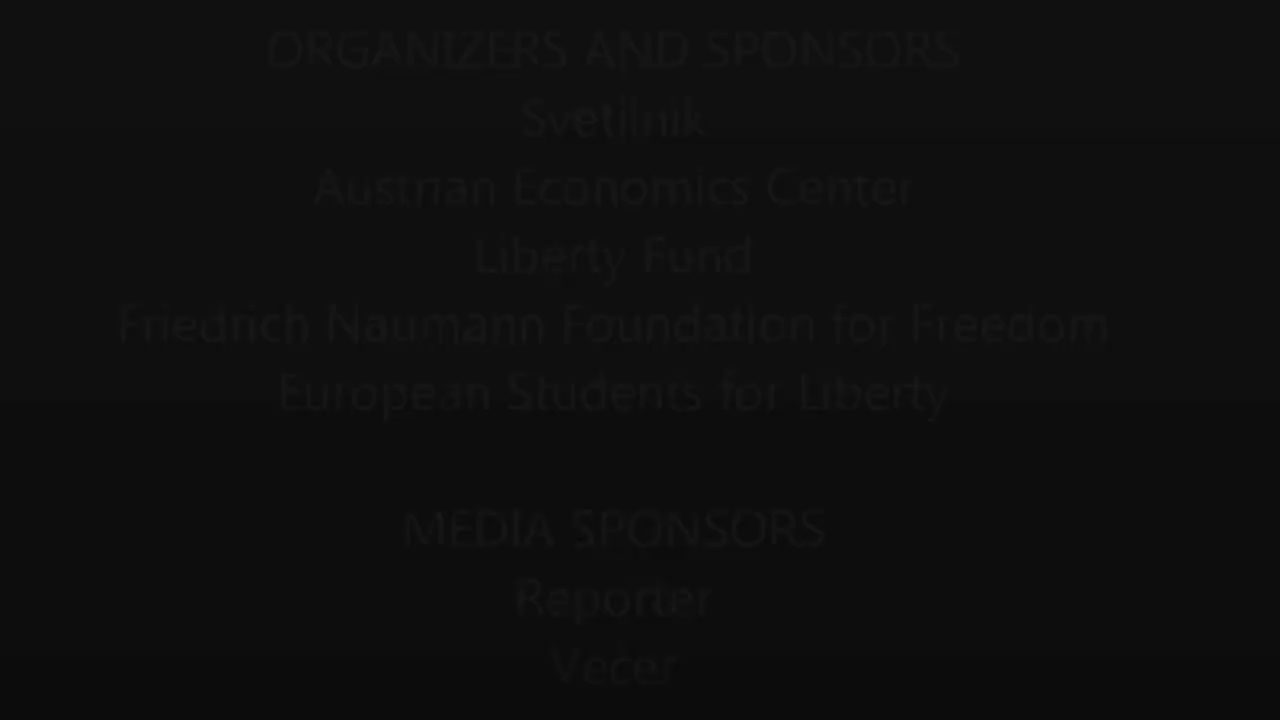 ORGANIZERS AND SPONSORS
Svetilnik
Austrian Economics Center
Liberty Fund
Friedrich Naumann Foundation for Freedom
European Students for Liberty
MEDIA SPONSORS
Reporter
Večer